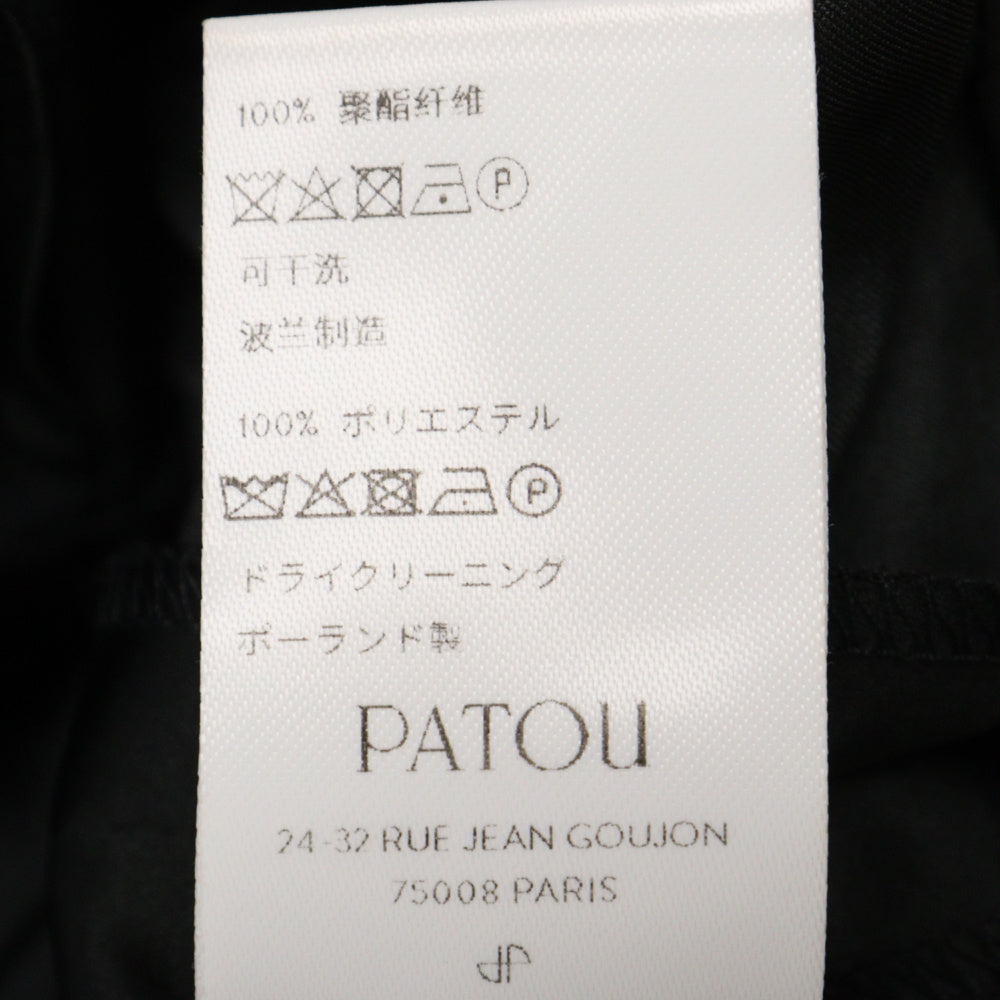 100% 聚酯纤维
P
可干洗
波兰制造
100% ポリエステル
P
ドライクリーニング
ポーランド製
PATOU
24-32 RUE JEAN GOUJON
75008 PARIS
JP